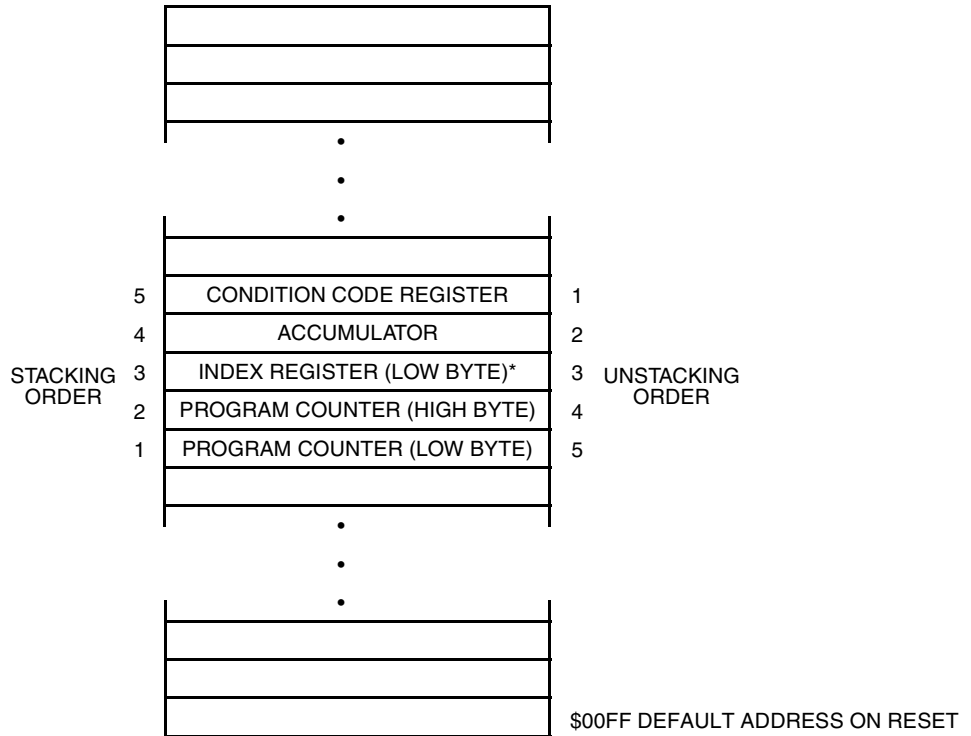 5 CONDITION CODE REGISTER 1
4 ACCUMULATOR 2
STACKING ORDER 3 INDEX REGISTER (LOW BYTE)* 3 UNSTACKING ORDER
2 PROGRAM COUNTER (HIGH BYTE) 4
1 PROGRAM COUNTER (LOW BYTE) 5
$00FF DEFAULT ADDRESS ON RESET